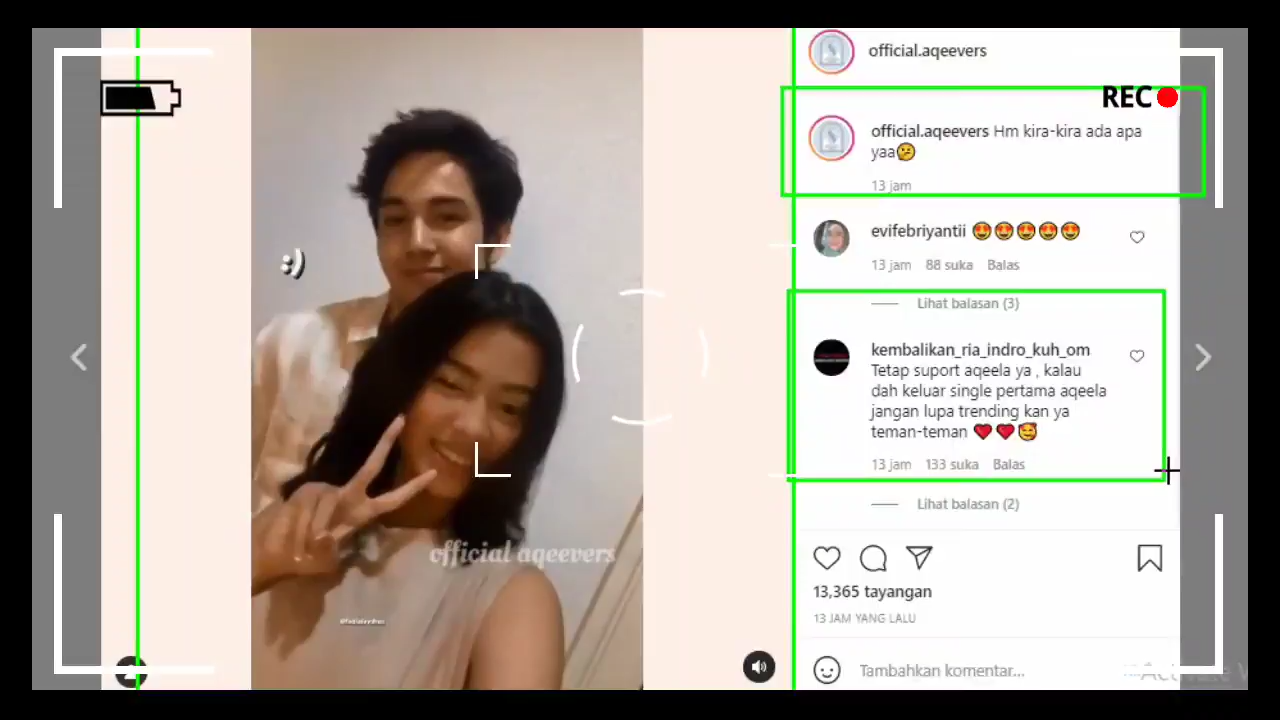 official.aqeevers
REC
official.aqeevers Hm kira-kira ada apa
yaa🫤
13 jam
evifebriyantii 😍😍😍😍😍
13 jam 88 suka Balas
Lihat balasan (3)
kembalikan_ria_indro_kuh_om
Tetap suport aqeela ya , kalau
dah keluar single pertama aqeela
jangan lupa trending kan ya
teman-teman ❤️❤️🥰
13 jam 133 suka Balas
Lihat balasan (2)
:)
official aqeevers
13,365 tayangan
13 JAM YANG LALU
Tambahkan komentar...
Activate